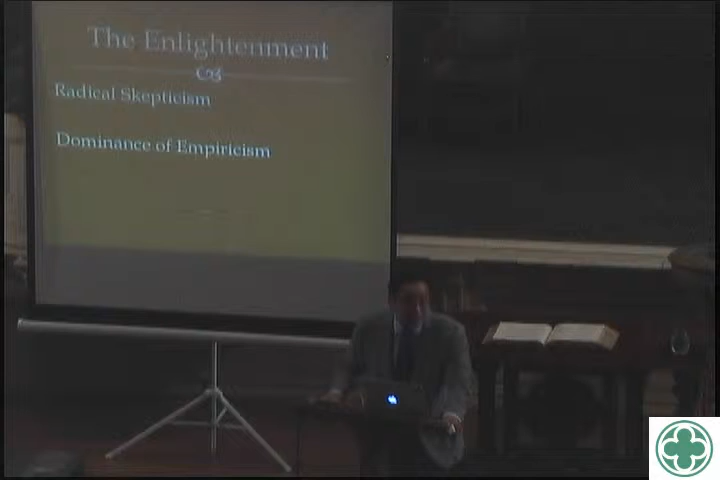 The Enlightenment
Radical Skepticism
Dominance of Empiricism